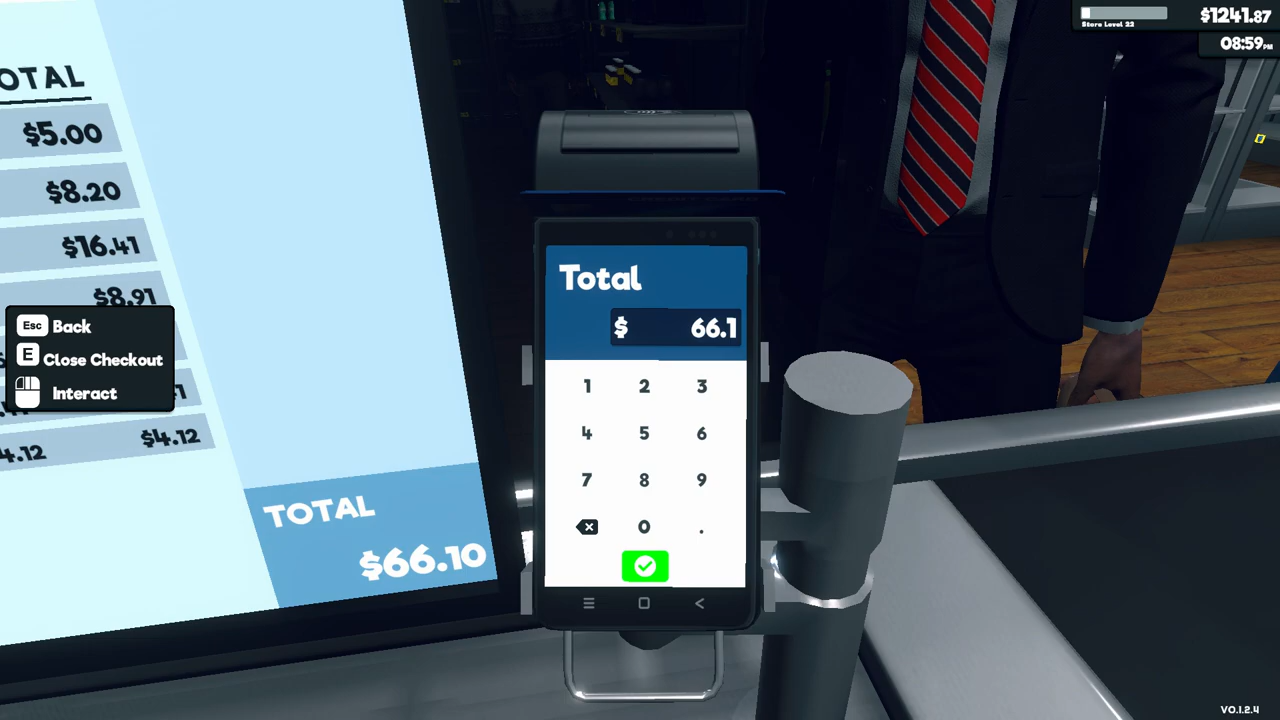 OTAL
$5.00
$8.20
$16.41
$8.91
Esc Back
E Close Checkout
Interact
4.12 $4.12
TOTAL
$66.10
Total
$ 66.1
1 2 3
4 5 6
7 8 9
0 .
Store Level 22
$1241.87
08:59PM
V0.1.2.4